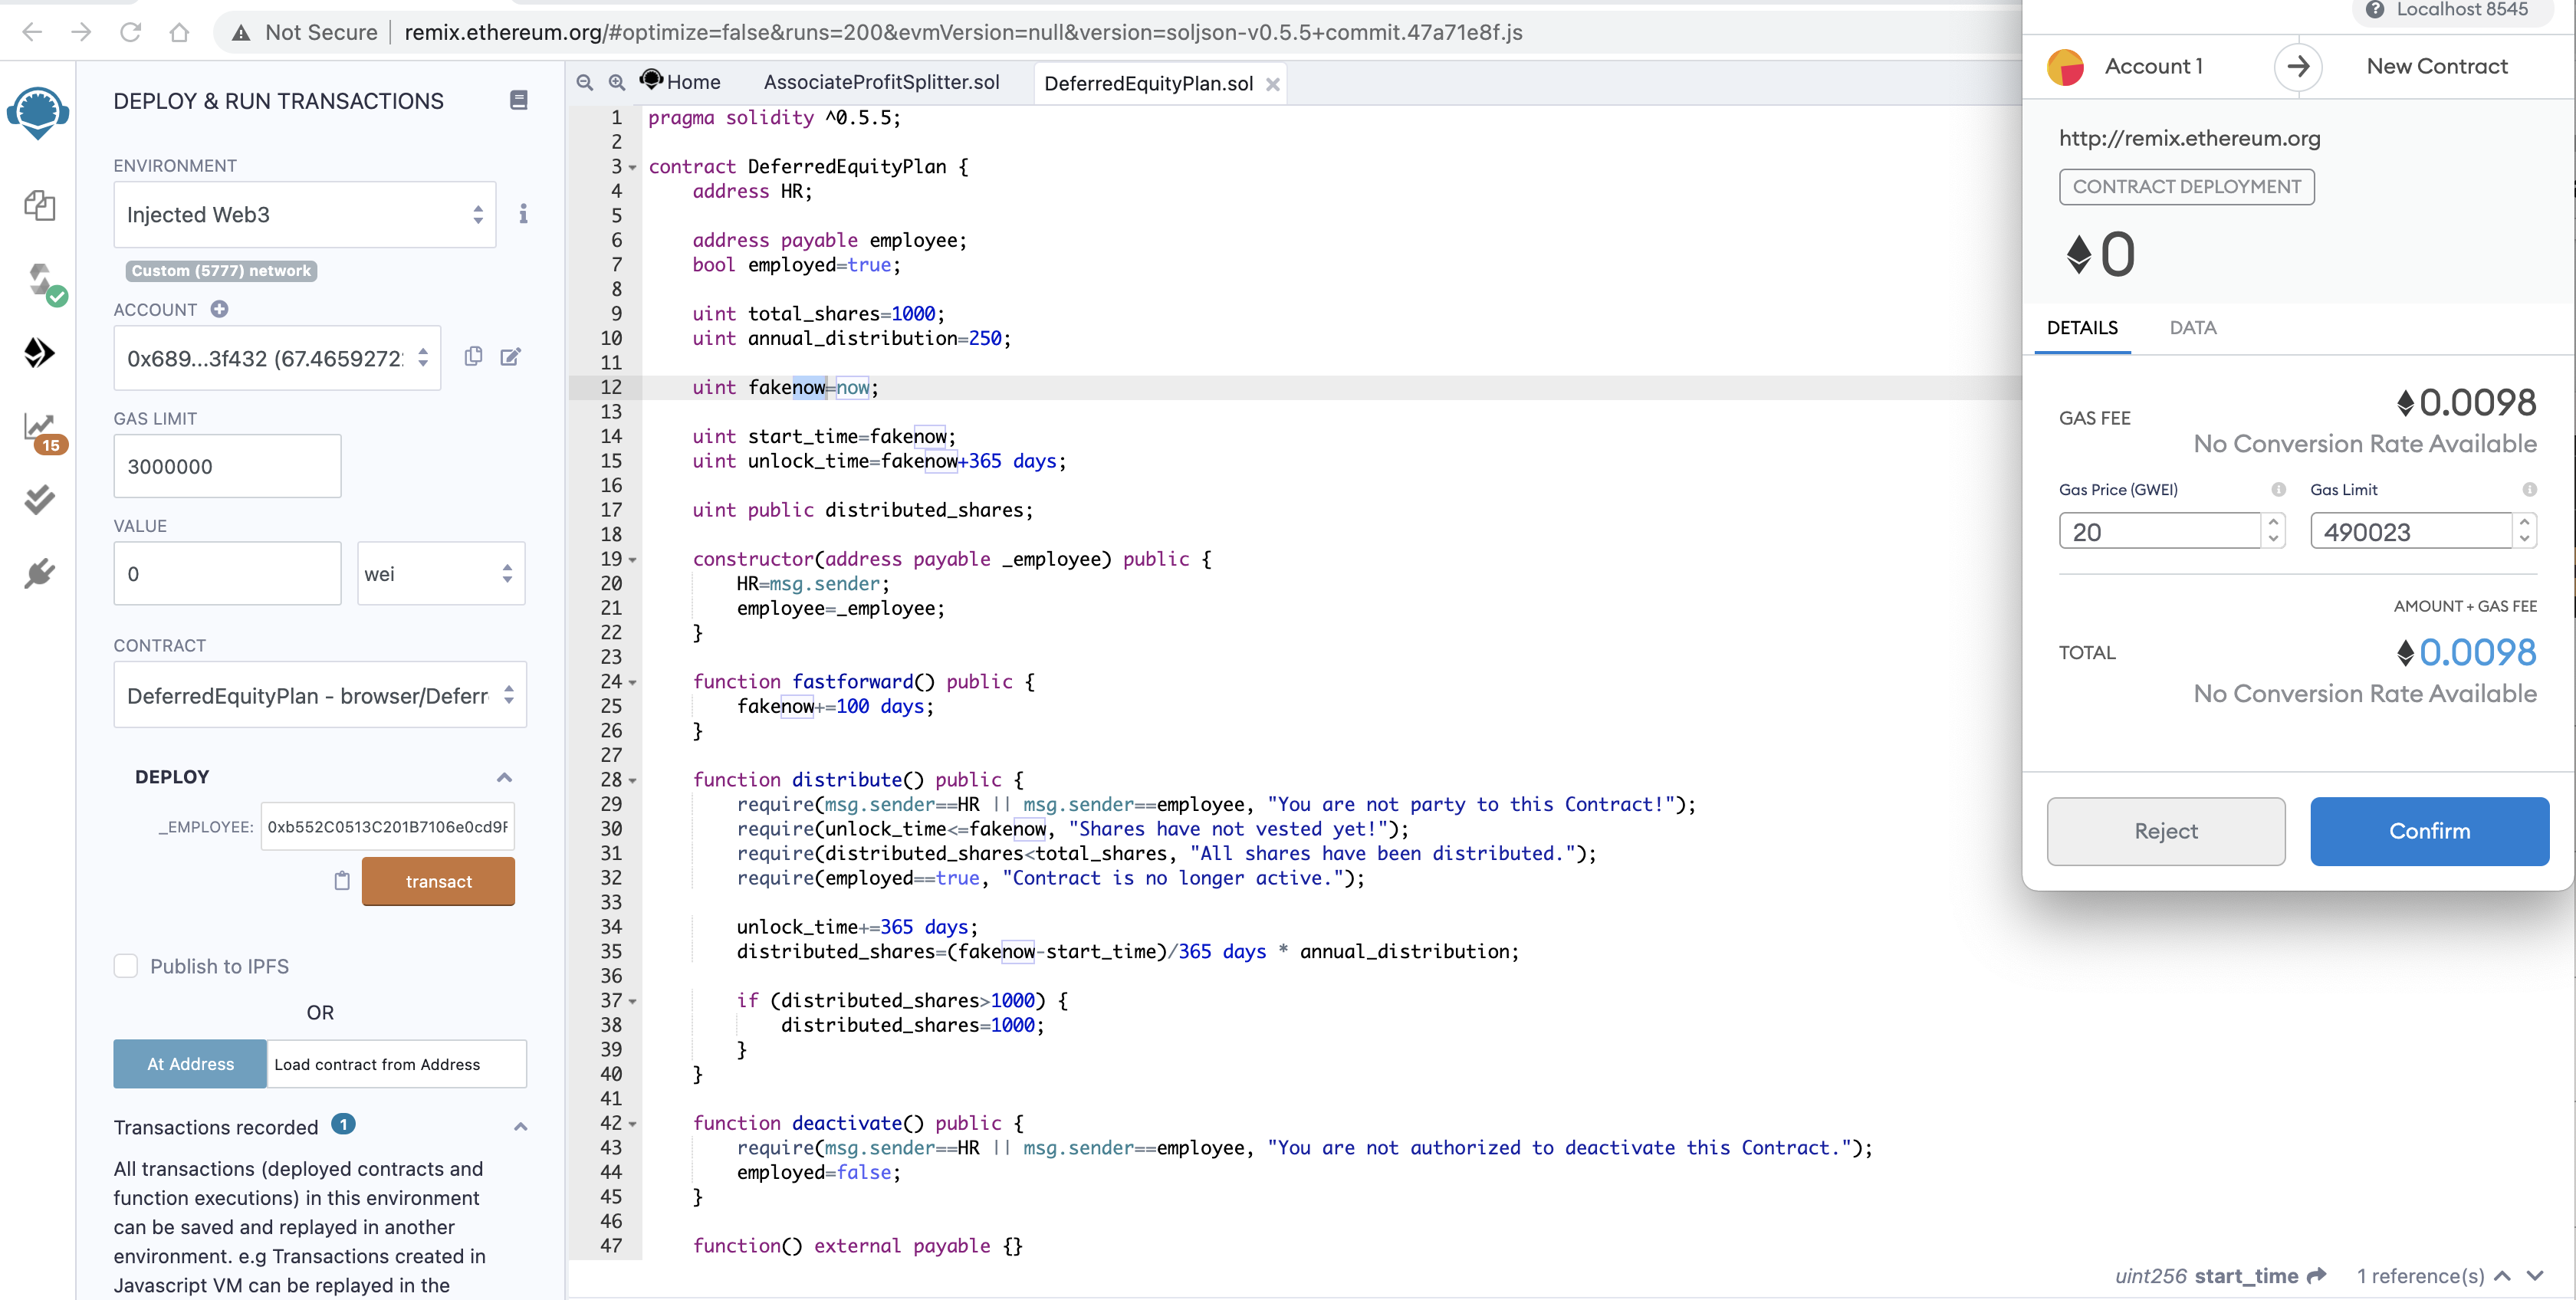 Not Secure | remix.ethereum.org/#optimize=false&runs=200&evmVersion=null&version=soljson-v0.5.5+commit.47a71e8f.js
DEPLOY & RUN TRANSACTIONS
ENVIRONMENT
Injected Web3
Custom (5777) network
ACCOUNT
0x689...3f432 (67.4659272
GAS LIMIT
3000000
VALUE
0
wei
CONTRACT
DeferredEquityPlan - browser/Deferr
DEPLOY
_EMPLOYEE:
0xb552C0513C201B7106e0cd9F
transact
Publish to IPFS
OR
At Address
Load contract from Address
Transactions recorded 1
All transactions (deployed contracts and
function executions) in this environment
can be saved and replayed in another
environment. e.g Transactions created in
Javascript VM can be replayed in the
15
Home
AssociateProfitSplitter.sol
DeferredEquityPlan.sol
1 pragma solidity ^0.5.5;
2
3 contract DeferredEquityPlan {
4 address HR;
5
6 address payable employee;
7 bool employed=true;
8
9 uint total_shares=1000;
10 uint annual_distribution=250;
11
12 uint fakenow=now;
13
14 uint start_time=fakenow;
15 uint unlock_time=fakenow+365 days;
16
17 uint public distributed_shares;
18
19 constructor(address payable _employee) public {
20 HR=msg.sender;
21 employee=_employee;
22 }
23
24 function fastforward() public {
25 fakenow+=100 days;
26 }
27
28 function distribute() public {
29 require(msg.sender==HR || msg.sender==employee, "You are not party to this Contract!");
30 require(unlock_time<=fakenow, "Shares have not vested yet!");
31 require(distributed_shares<total_shares, "All shares have been distributed.");
32 require(employed==true, "Contract is no longer active.");
33
34 unlock_time+=365 days;
35 distributed_shares=(fakenow-start_time)/365 days * annual_distribution;
36
37 if (distributed_shares>1000) {
38 distributed_shares=1000;
39 }
40 }
41
42 function deactivate() public {
43 require(msg.sender==HR || msg.sender==employee, "You are not authorized to deactivate this Contract.");
44 employed=false;
45 }
46
47 function() external payable {}
uint256 start_time 1 reference(s)
Localhost 8545
Account 1
New Contract
http://remix.ethereum.org
CONTRACT DEPLOYMENT
0
DETAILS
DATA
GAS FEE
0.0098
No Conversion Rate Available
Gas Price (GWEI)
Gas Limit
20
490023
AMOUNT + GAS FEE
TOTAL
0.0098
No Conversion Rate Available
Reject
Confirm